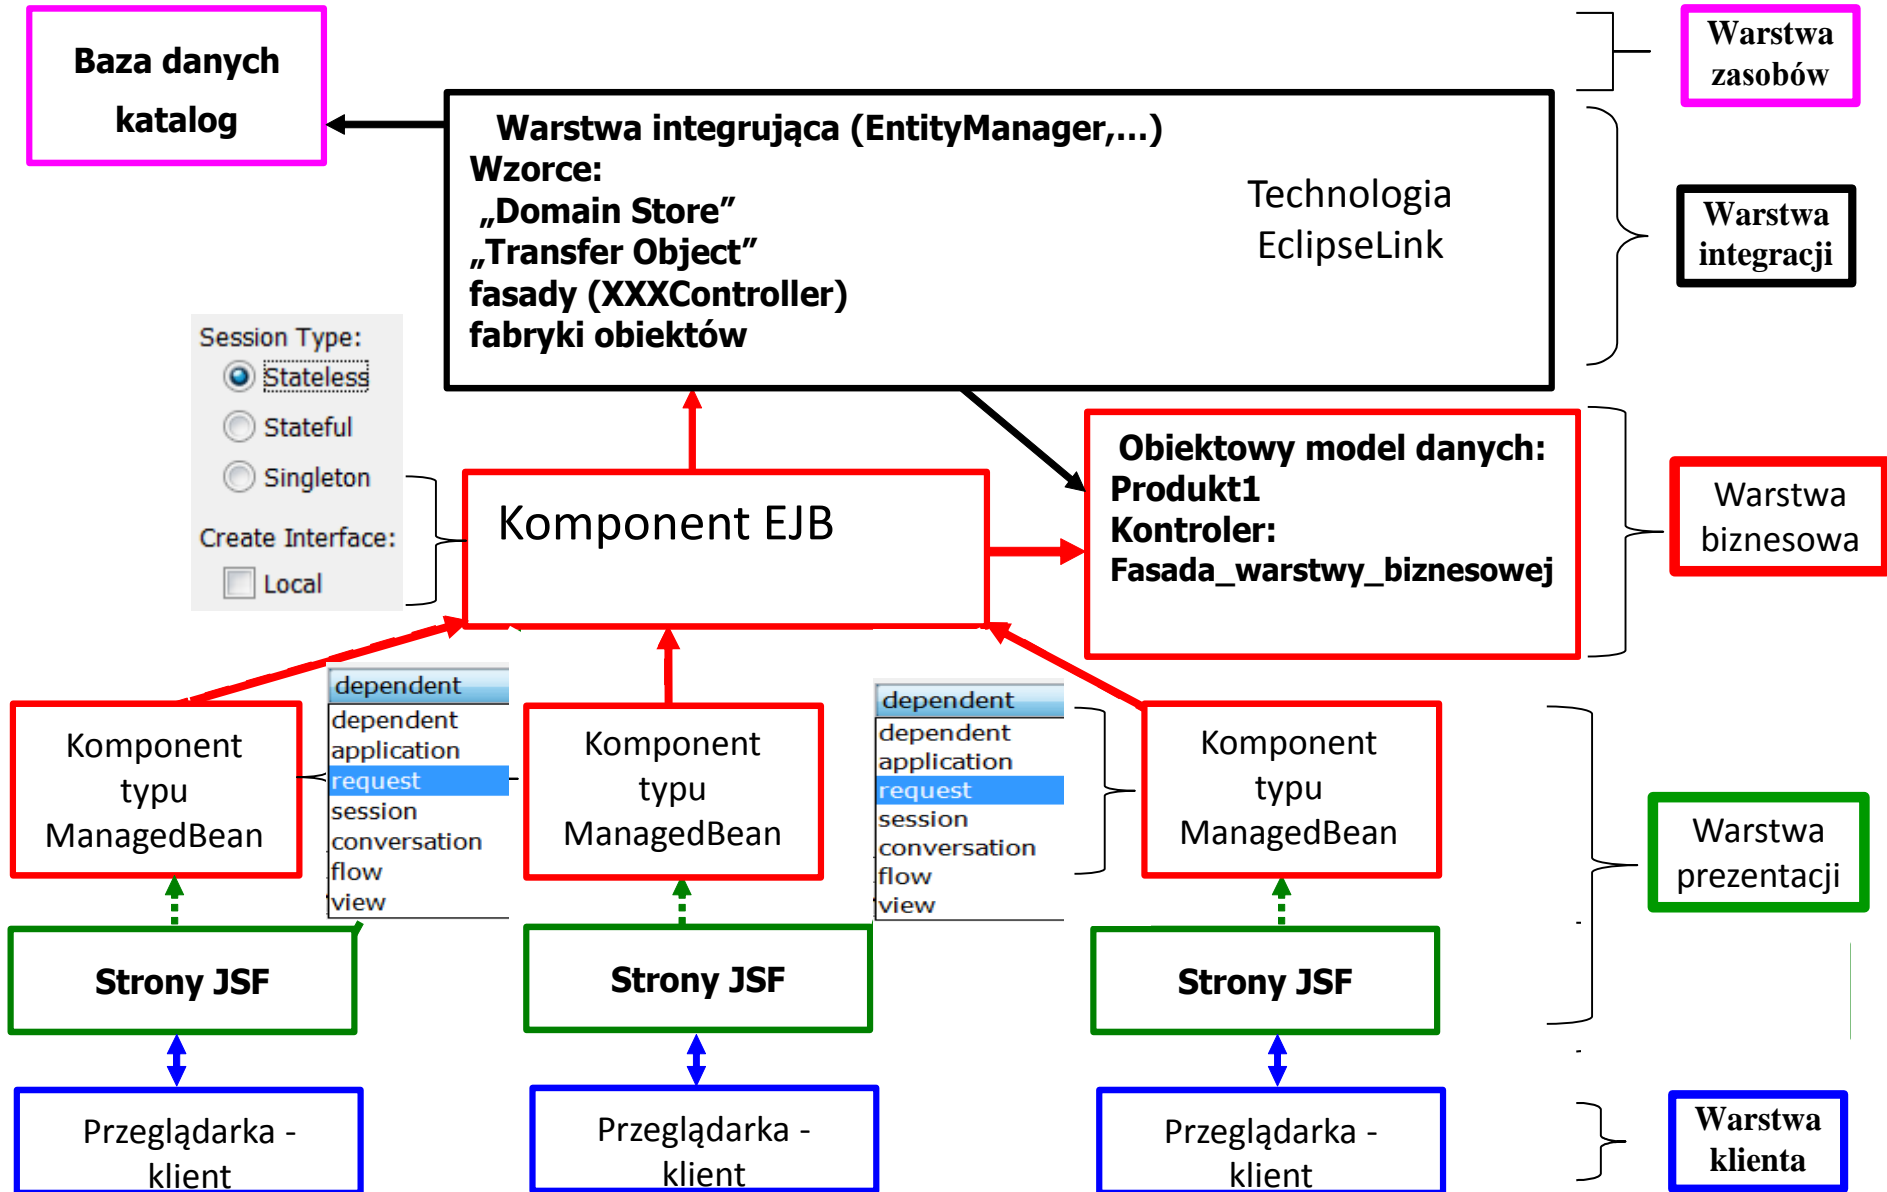 Baza danych
katalog
Warstwa
zasobów
Warstwa integrująca (EntityManager,...)
Wzorce:
„Domain Store”
„Transfer Object”
fasady (XXXController)
fabryki obiektów
Technologia
EclipseLink
Warstwa
integracji
Session Type:
Stateless
Stateful
Singleton
Create Interface:
Local
Komponent EJB
Obiektowy model danych:
Produkt1
Kontroler:
Fasada_warstwy_biznesowej
Warstwa
biznesowa
Komponent
typu
ManagedBean
dependent
dependent
application
request
session
conversation
flow
view
Komponent
typu
ManagedBean
dependent
dependent
application
request
session
conversation
flow
view
Komponent
typu
ManagedBean
Warstwa
prezentacji
Strony JSF
Strony JSF
Strony JSF
Przeglądarka -
klient
Przeglądarka -
klient
Przeglądarka -
klient
Warstwa
klienta